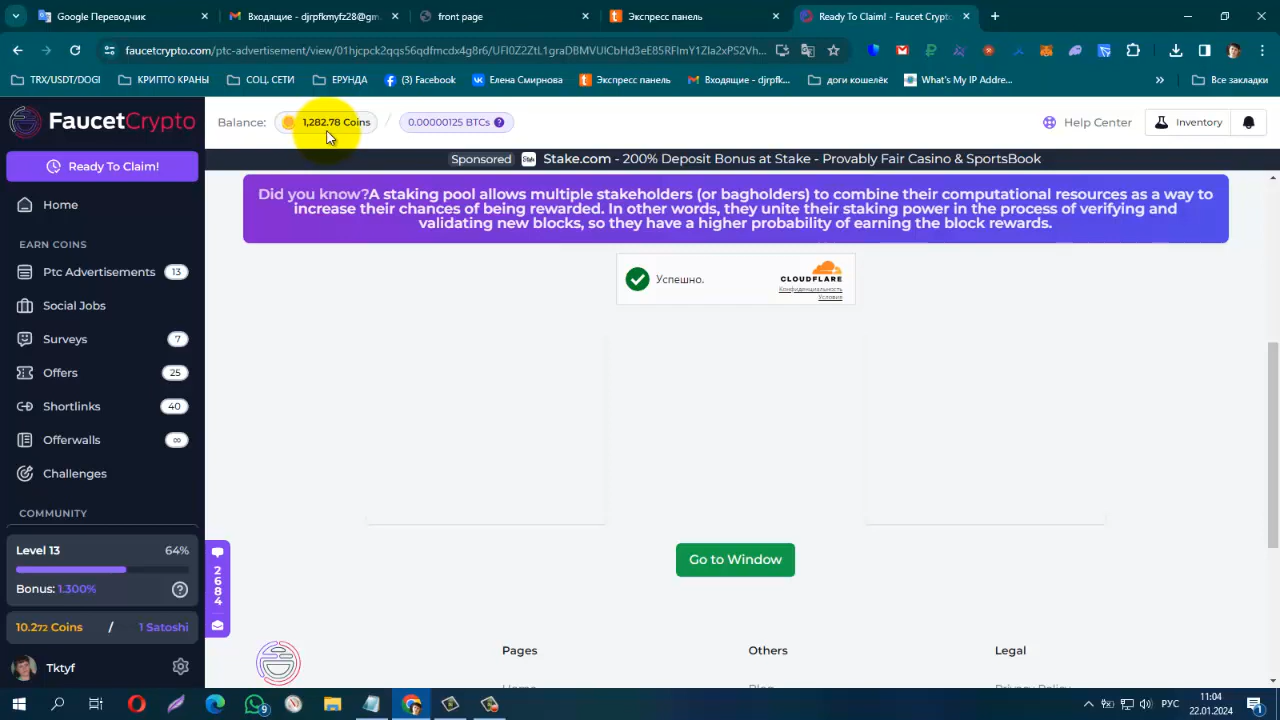 Google Переводчик
Входящие - djrpfkmyfz28@gm
front page
Экспресс панель
Ready To Claim! - Faucet Crypto
faucetcrypto.com/ptc-advertisement/view/
TRX/USDT/DOGI
КРИПТО КРАНЫ
СОЦ. СЕТИ
ЕРУНДА
(3) Facebook
Елена Смирнова
Экспресс панель
Входящие - djrpfk...
доги кошелёк
What's My IP Addre...
Все закладки
FaucetCrypto
Balance:
1,282.78 Coins
/
0.00000125 BTCs
Help Center
Inventory
Ready To Claim!
Sponsored
Stake.com - 200% Deposit Bonus at Stake - Provably Fair Casino & SportsBook
Home
EARN COINS
Ptc Advertisements 13
Social Jobs
Surveys 7
Offers 25
Shortlinks 40
Offerwalls ∞
Challenges
COMMUNITY
Level 13 64%
Bonus: 1.300%
10.272 Coins / 1 Satoshi
Tktyf
2684
Did you know?A staking pool allows multiple stakeholders (or bagholders) to combine their computational resources as a way to
increase their chances of being rewarded. In other words, they unite their staking power in the process of verifying and
validating new blocks, so they have a higher probability of earning the block rewards.
Успешно.
CLOUDFLARE
Конфиденциальность
Условия
Go to Window
Pages
Others
Legal
Home
Blog
Privacy Policy
9
РУС
11:04
22.01.2024
1